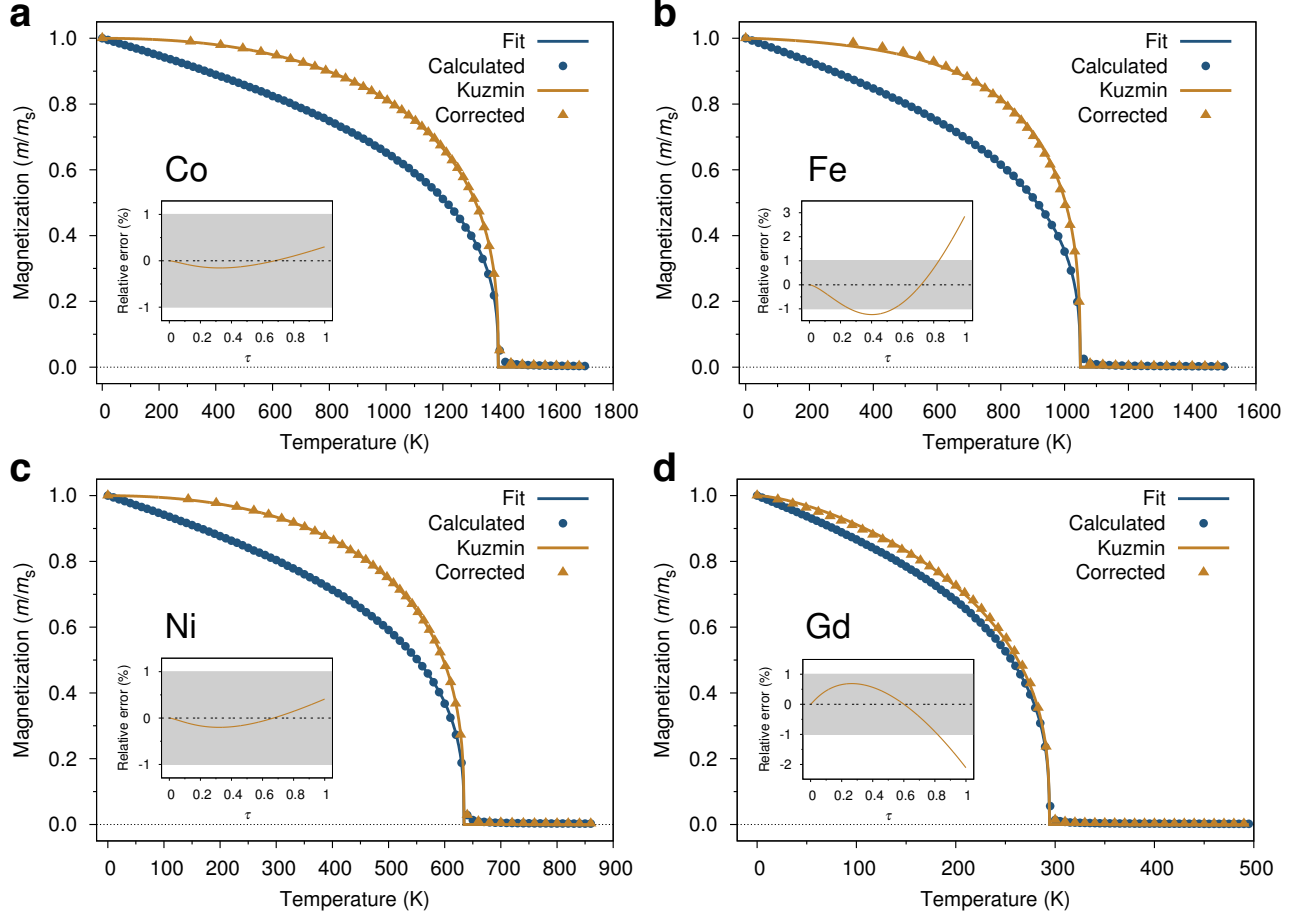 a
Magnetization (m/ms)
1.0
0.8
0.6
0.4
0.2
0.0
Fit
Calculated
Kuzmin
Corrected
Co
Relative error (%)
1
0
-1
0 0.2 0.4 0.6 0.8 1
τ
0 200 400 600 800 1000 1200 1400 1600 1800
Temperature (K)
b
Magnetization (m/ms)
1.0
0.8
0.6
0.4
0.2
0.0
Fit
Calculated
Kuzmin
Corrected
Fe
Relative error (%)
3
2
1
0
-1
0 0.2 0.4 0.6 0.8 1
τ
0 200 400 600 800 1000 1200 1400 1600
Temperature (K)
c
Magnetization (m/ms)
1.0
0.8
0.6
0.4
0.2
0.0
Fit
Calculated
Kuzmin
Corrected
Ni
Relative error (%)
1
0
-1
0 0.2 0.4 0.6 0.8 1
τ
0 100 200 300 400 500 600 700 800 900
Temperature (K)
d
Magnetization (m/ms)
1.0
0.8
0.6
0.4
0.2
0.0
Fit
Calculated
Kuzmin
Corrected
Gd
Relative error (%)
1
0
-1
-2
0 0.2 0.4 0.6 0.8 1
τ
0 100 200 300 400 500
Temperature (K)